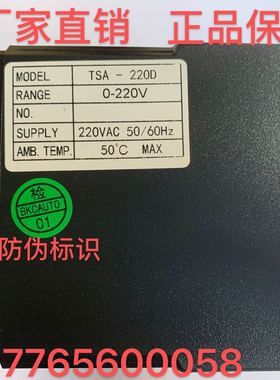 厂家直销 正品保
MODEL TSA - 220D
RANGE 0-220V
NO.
SUPPLY 220VAC 50/60Hz
AMB. TEMP. 50℃ MAX
检
BKCAUTO
01
防伪标识
7765600058